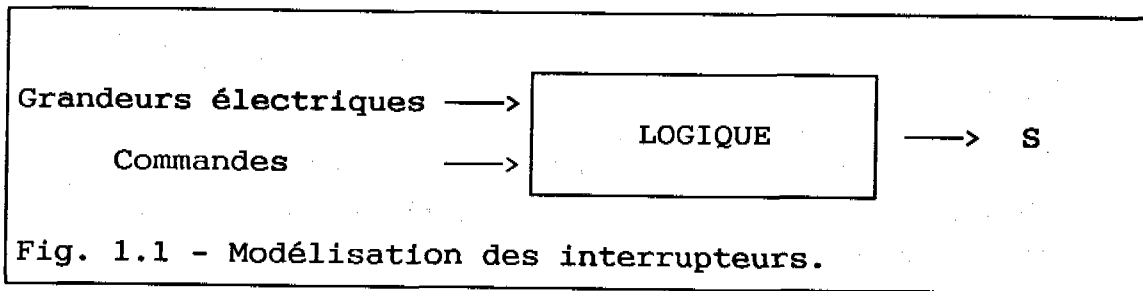 Grandeurs électriques ——>
LOGIQUE ——> S
Commandes ——>
Fig. 1.1 - Modélisation des interrupteurs.